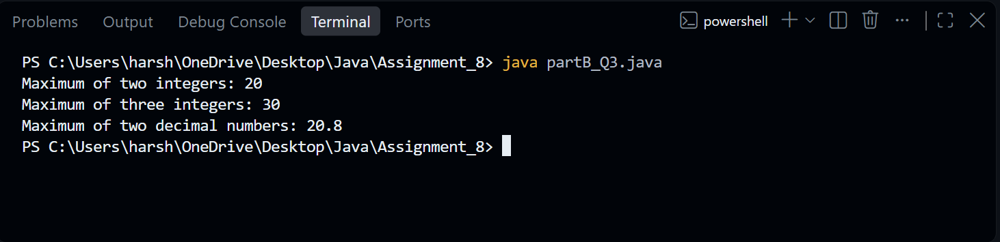 Problems Output Debug Console Terminal Ports powershell
PS C:\Users\harsh\OneDrive\Desktop\Java\Assignment_8> java partB_Q3.java
Maximum of two integers: 20
Maximum of three integers: 30
Maximum of two decimal numbers: 20.8
PS C:\Users\harsh\OneDrive\Desktop\Java\Assignment_8>